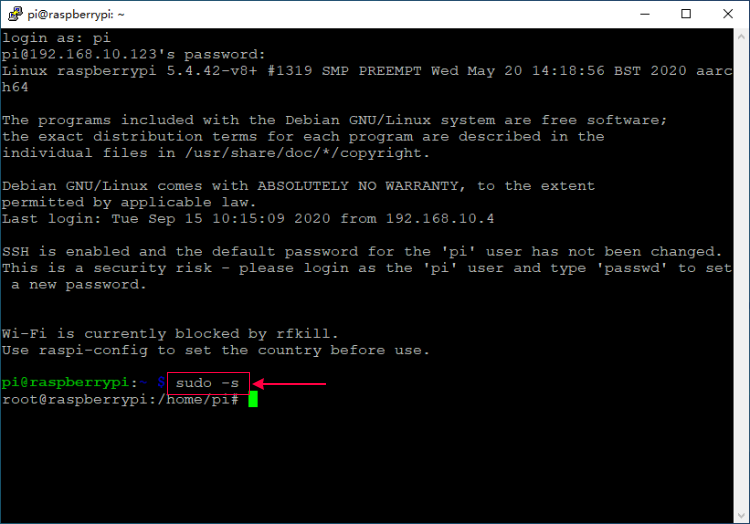 pi@raspberrypi: ~
login as: pi
pi@192.168.10.123's password:
Linux raspberrypi 5.4.42-v8+ #1319 SMP PREEMPT Wed May 20 14:18:56 BST 2020 aarc
h64
The programs included with the Debian GNU/Linux system are free software;
the exact distribution terms for each program are described in the
individual files in /usr/share/doc/*/copyright.
Debian GNU/Linux comes with ABSOLUTELY NO WARRANTY, to the extent
permitted by applicable law.
Last login: Tue Sep 15 10:15:09 2020 from 192.168.10.4
SSH is enabled and the default password for the 'pi' user has not been changed.
This is a security risk - please login as the 'pi' user and type 'passwd' to set
a new password.
Wi-Fi is currently blocked by rfkill.
Use raspi-config to set the country before use.
pi@raspberrypi:~ $ sudo -s
root@raspberrypi:/home/pi#